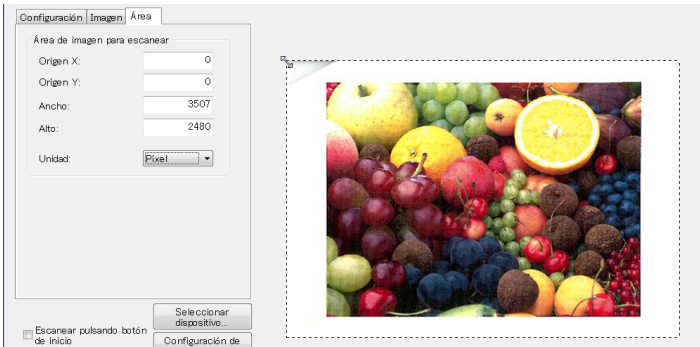 Configuración Imagen Área
Área de imagen para escanear
Origen X: 0
Origen Y: 0
Ancho: 3507
Alto: 2480
Unidad: Píxel
Seleccionar
dispositivo...
Escanear pulsando botón
de inicio
Configuración de